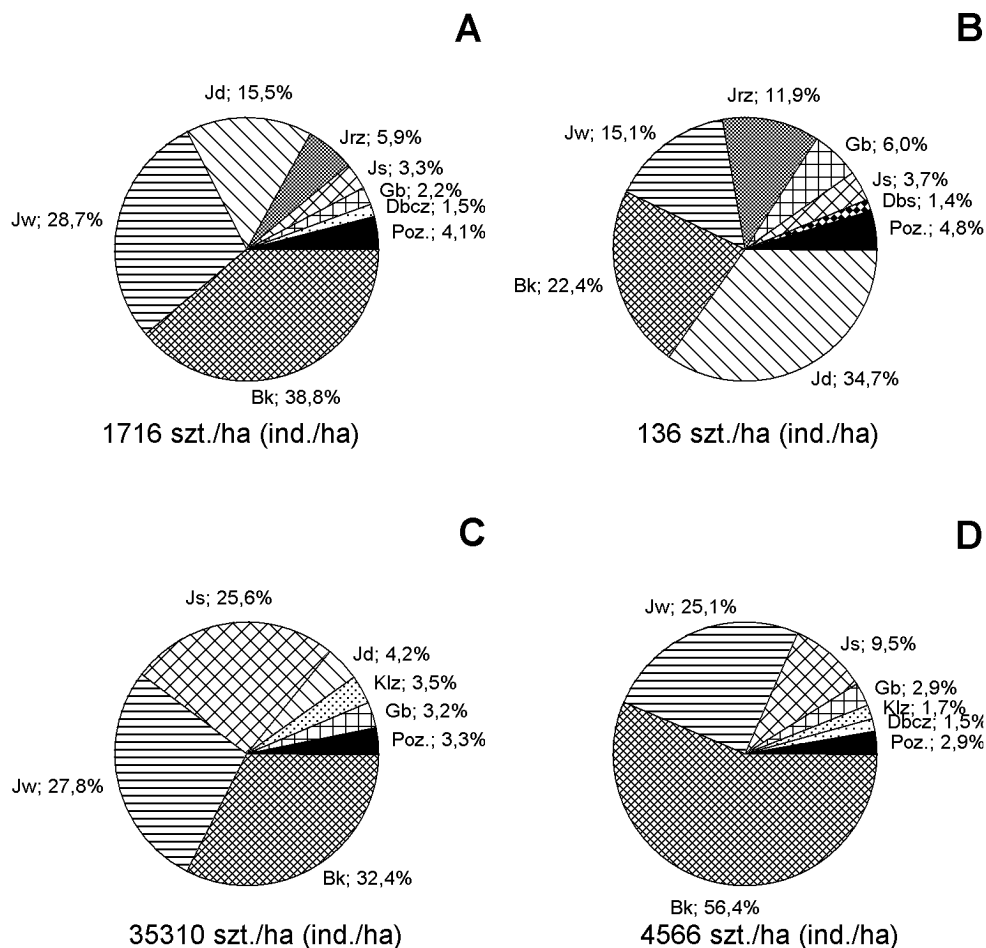 A
Jd; 15,5%
Jrz; 5,9%
Js; 3,3%
Gb; 2,2%
Dbcz; 1,5%
Poz.; 4,1%
Jw; 28,7%
Bk; 38,8%
1716 szt./ha (ind./ha)
B
Jrz; 11,9%
Jw; 15,1%
Gb; 6,0%
Js; 3,7%
Dbs; 1,4%
Poz.; 4,8%
Bk; 22,4%
Jd; 34,7%
136 szt./ha (ind./ha)
C
Js; 25,6%
Jd; 4,2%
Klz; 3,5%
Gb; 3,2%
Poz.; 3,3%
Jw; 27,8%
Bk; 32,4%
35310 szt./ha (ind./ha)
D
Jw; 25,1%
Js; 9,5%
Gb; 2,9%
Klz; 1,7%
Dbcz; 1,5%
Poz.; 2,9%
Bk; 56,4%
4566 szt./ha (ind./ha)